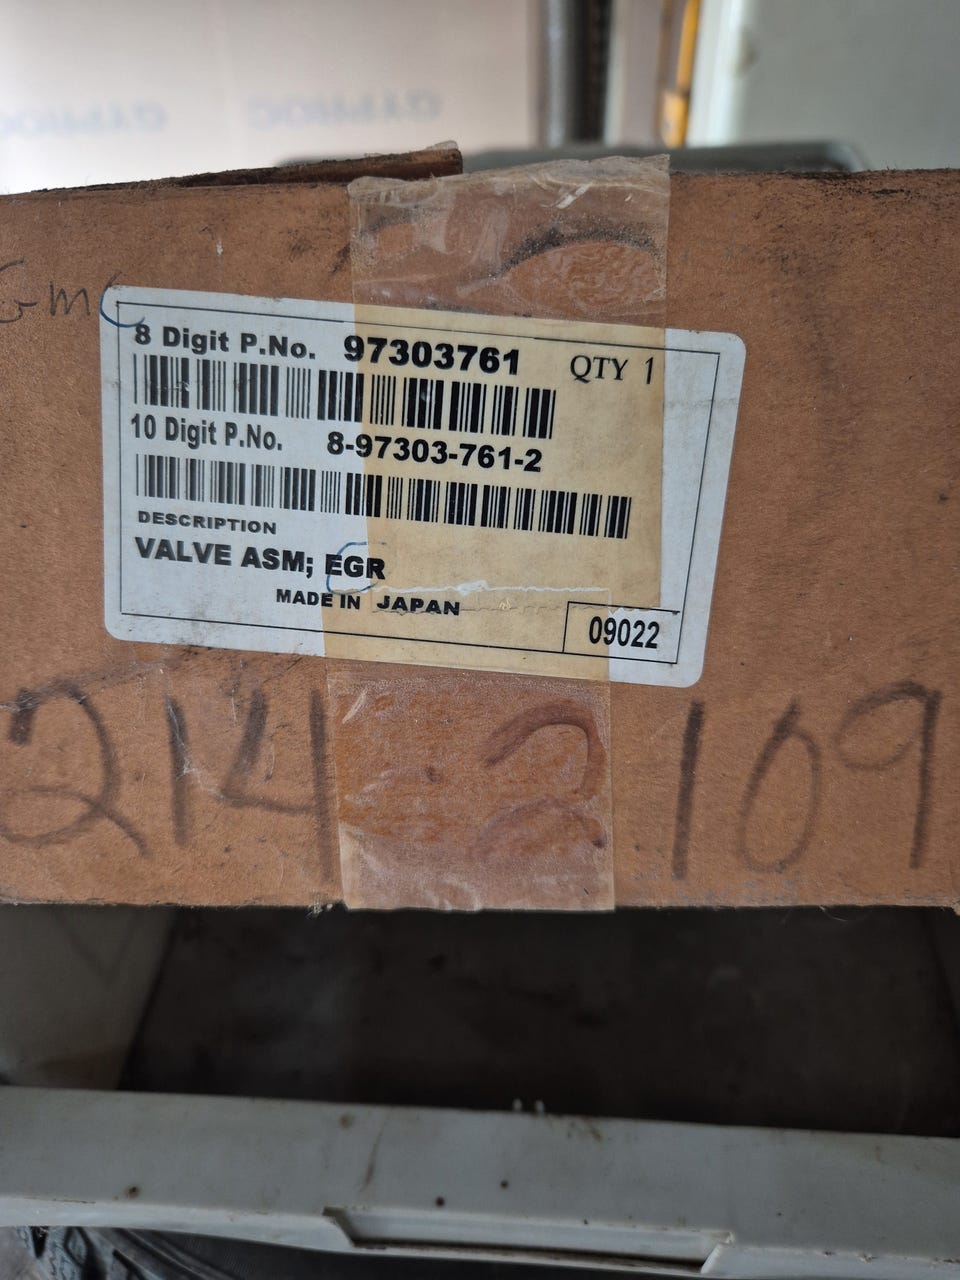 GMC
8 Digit P.No. 97303761 QTY 1
10 Digit P.No. 8-97303-761-2
DESCRIPTION
VALVE ASM; EGR
MADE IN JAPAN
09022
214 2 109